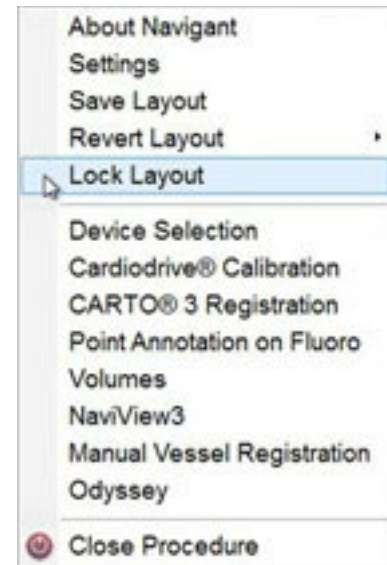 About Navigant
Settings
Save Layout
Revert Layout
Lock Layout
Device Selection
Cardiodrive® Calibration
CARTO® 3 Registration
Point Annotation on Fluoro
Volumes
NaviView3
Manual Vessel Registration
Odyssey
Close Procedure